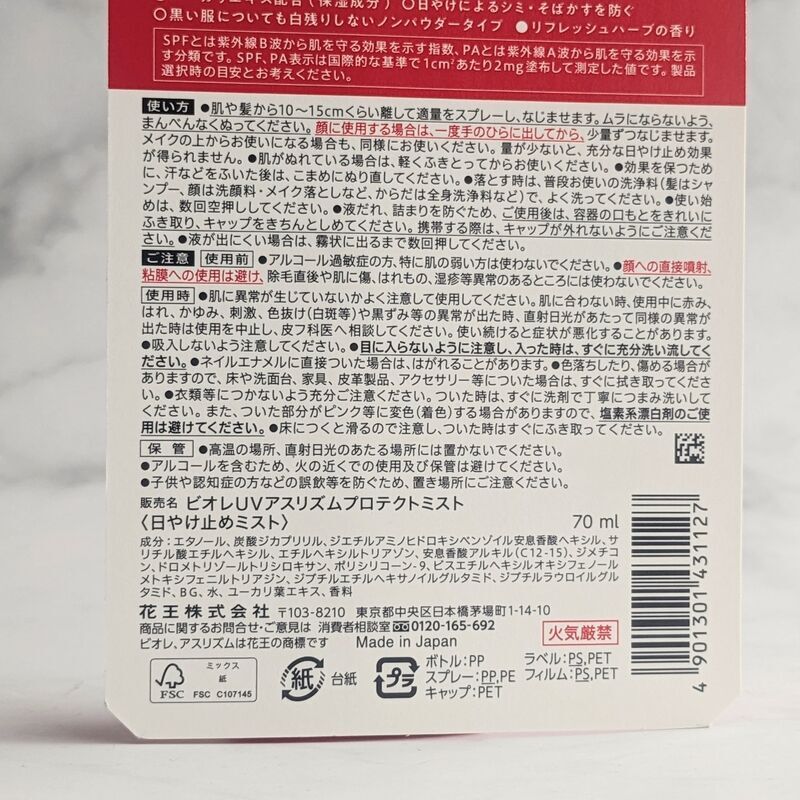 エキス配合（保湿成分） ○日やけによるシミ・そばかすを防ぐ
○黒い服についても白残りしないノンパウダータイプ ●リフレッシュハーブの香り
SPFとは紫外線B波から肌を守る効果を示す指数、PAとは紫外線A波から肌を守る効果を示
す分類です。SPF、PA表示は国際的な基準で1cm²あたり2mg塗布して測定した値です。製品
選択時の目安とお考えください。
使い方 ●肌や髪から10～15cmくらい離して適量をスプレーし、なじませます。ムラにならないよう、
まんべんなくぬってください。顔に使用する場合は、一度手のひらに出してから、少量ずつなじませます。
メイクの上からお使いになる場合も、同様にお使いください。量が少ないと、充分な日やけ止め効果
が得られません。●肌がぬれている場合は、軽くふきとってからお使いください。●効果を保つため
に、汗などをふいた後は、こまめにぬり直してください。●落とす時は、普段お使いの洗浄料（髪はシャ
ンプー、顔は洗顔料・メイク落としなど、からだは全身洗浄料など）で、よく洗ってください。●使い始
めは、数回空押ししてください。●液だれ、詰まりを防ぐため、ご使用後は、容器の口もとをきれいに
ふき取り、キャップをきちんとしめてください。携帯する際は、キャップが外れないようにご注意くださ
い。●液が出にくい場合は、霧状に出るまで数回押してください。
ご注意 使用前 ●アルコール過敏症の方、特に肌の弱い方は使わないでください。●顔への直接噴射、
粘膜への使用は避け、除毛直後や肌に傷、はれもの、湿疹等異常のあるところには使わないでください。
使用時 ●肌に異常が生じていないかよく注意して使用してください。肌に合わない時、使用中に赤み、
はれ、かゆみ、刺激、色抜け（白斑等）や黒ずみ等の異常が出た時、直射日光があたって同様の異常が
出た時は使用を中止し、皮フ科医へ相談してください。使い続けると症状が悪化することがあります。
●吸入しないよう注意してください。●目に入らないように注意し、入った時は、すぐに充分洗い流してく
ださい。●ネイルエナメルに直接ついた場合は、はがれることがあります。●色落ちしたり、傷める場合が
ありますので、床や洗面台、家具、皮革製品、アクセサリー等についた場合は、すぐに拭き取ってくださ
い。●衣類等につかないよう充分ご注意ください。ついた時は、すぐに洗剤で丁寧につまみ洗いしてく
ださい。また、ついた部分がピンク等に変色（着色）する場合がありますので、塩素系漂白剤のご使
用は避けてください。●床につくと滑るので注意し、ついた時はすぐにふき取ってください。
保管 ●高温の場所、直射日光のあたる場所には置かないでください。
●アルコールを含むため、火の近くでの使用及び保管は避けてください。
●子供や認知症の方などの誤飲等を防ぐため、置き場所にご注意ください。
販売名 ビオレUVアスリズムプロテクトミスト
〈日やけ止めミスト〉 70 ml
成分：エタノール、炭酸ジカプリリル、ジエチルアミノヒドロキシベンゾイル安息香酸ヘキシル、サ
リチル酸エチルヘキシル、エチルヘキシルトリアゾン、安息香酸アルキル（C12-15）、ジメチコ
ン、ドロメトリゾールトリシロキサン、ポリシリコーン-9、ビスエチルヘキシルオキシフェノール
メトキシフェニルトリアジン、ジブチルエチルヘキサノイルグルタミド、ジブチルラウロイルグル
タミド、BG、水、ユーカリ葉エキス、香料
花王株式会社 〒103-8210 東京都中央区日本橋茅場町1-14-10
商品に関するお問合せ・ご意見は 消費者相談室 0120-165-692
ビオレ、アスリズムは花王の商標です Made in Japan
火気厳禁
4 901301 431127
FSC
ミックス
紙
FSC C107145
紙 台紙
プラ
ボトル：PP
スプレー：PP,PE
キャップ：PET
ラベル：PS,PET
フィルム：PS,PET